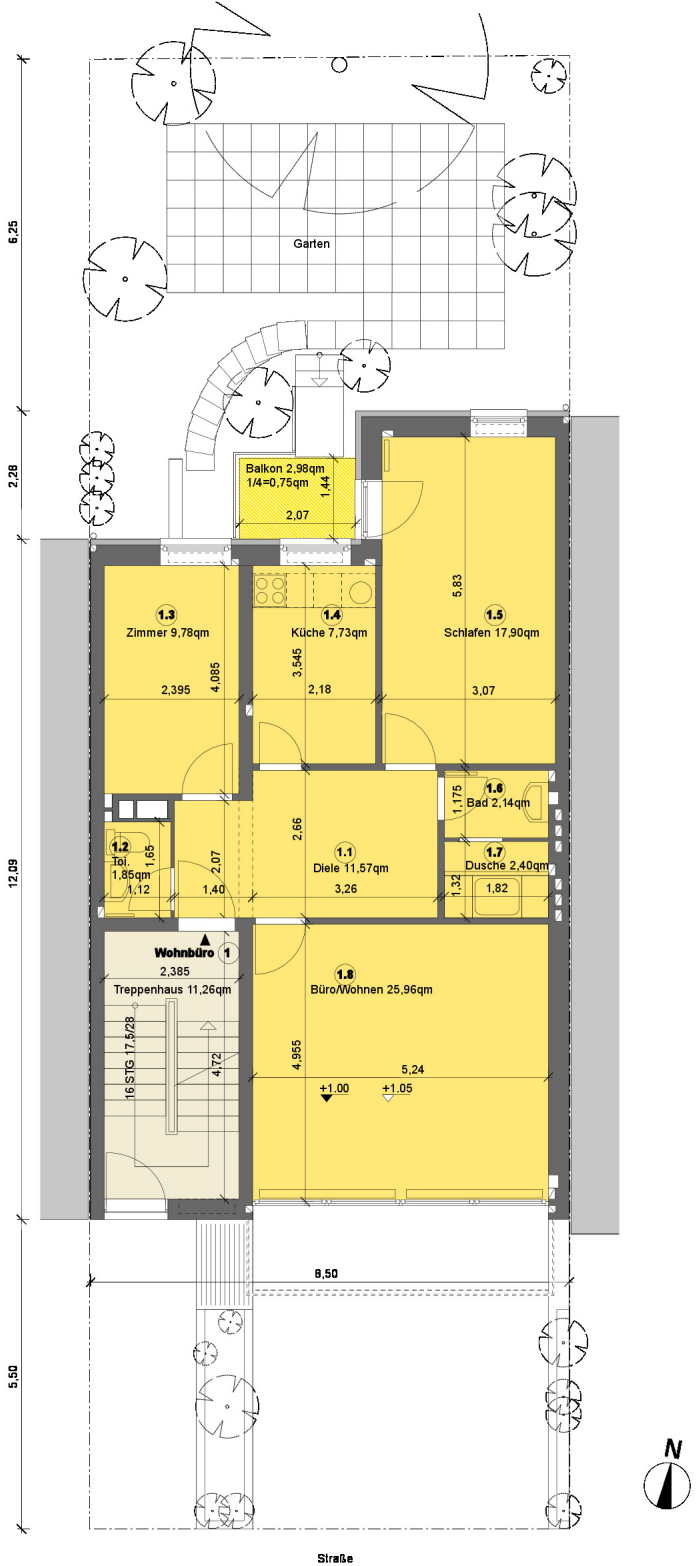 6,25
Garten
2,28
Balkon 2,98qm
1/4=0,75qm
1,44
2,07
12,09
1.3
Zimmer 9,78qm
4,085
2,395
1.4
Küche 7,73qm
3,545
2,18
5,83
1.5
Schlafen 17,90qm
3,07
1.6
Bad 2,14qm
1,175
1.2
Toi.
1,85qm
1,65
1,12
2,07
1,40
2,66
1.1
Diele 11,57qm
3,26
1.7
Dusche 2,40qm
1,32
1,82
Wohnbüro 1
2,385
Treppenhaus 11,26qm
16 STG 17,5/28
4,72
1.8
Büro/Wohnen 25,96qm
4,955
5,24
+1.00
+1.05
8,50
5,50
N
Straße